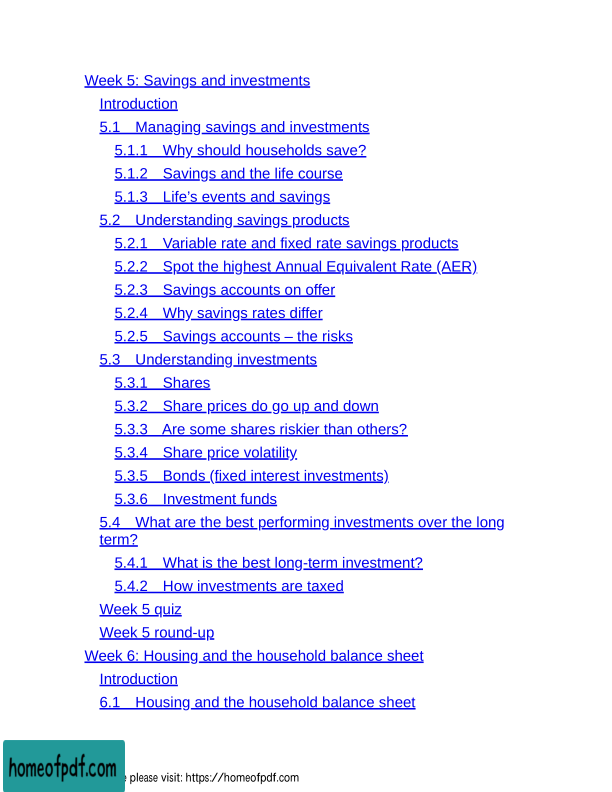 Week 5: Savings and investments
Introduction
5.1 Managing savings and investments
5.1.1 Why should households save?
5.1.2 Savings and the life course
5.1.3 Life's events and savings
5.2 Understanding savings products
5.2.1 Variable rate and fixed rate savings products
5.2.2 Spot the highest Annual Equivalent Rate (AER)
5.2.3 Savings accounts on offer
5.2.4 Why savings rates differ
5.2.5 Savings accounts – the risks
5.3 Understanding investments
5.3.1 Shares
5.3.2 Share prices do go up and down
5.3.3 Are some shares riskier than others?
5.3.4 Share price volatility
5.3.5 Bonds (fixed interest investments)
5.3.6 Investment funds
5.4 What are the best performing investments over the long
term?
5.4.1 What is the best long-term investment?
5.4.2 How investments are taxed
Week 5 quiz
Week 5 round-up
Week 6: Housing and the household balance sheet
Introduction
6.1 Housing and the household balance sheet
homeofpdf.com
please visit: https://homeofpdf.com